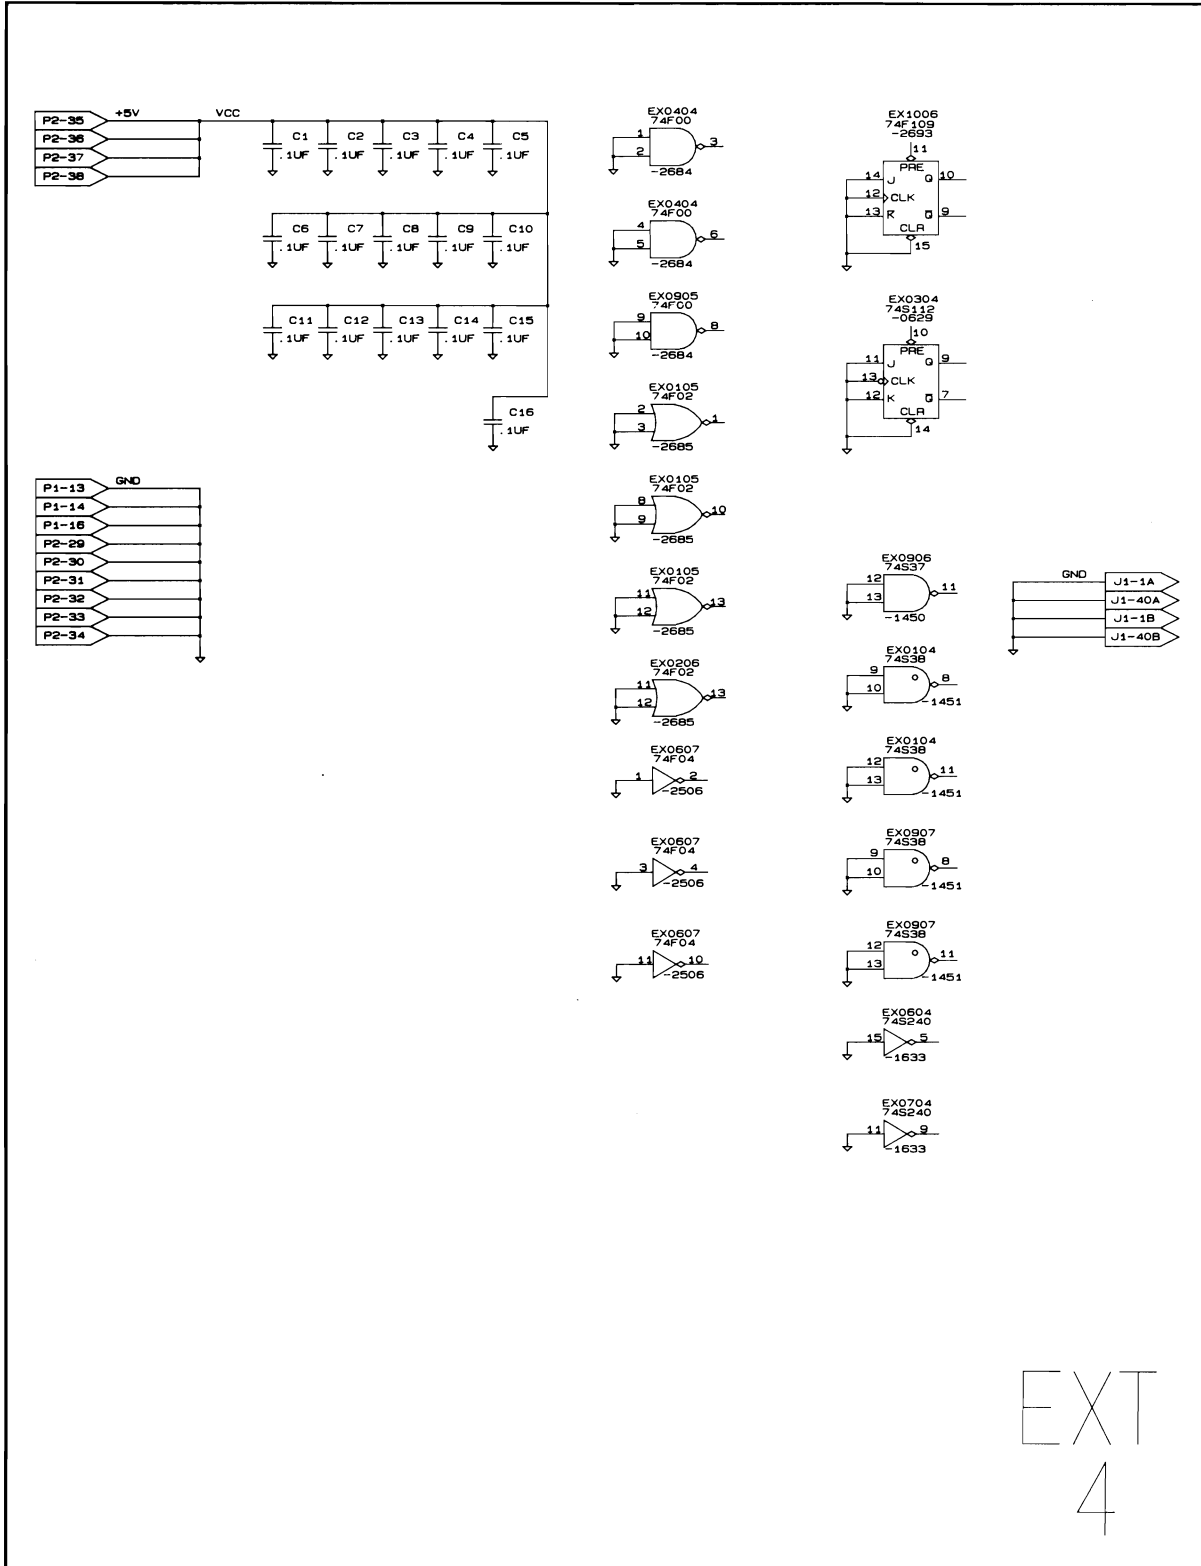 P2-35 +5V VCC
P2-36
P2-37
P2-38
C1 C2 C3 C4 C5
.1UF .1UF .1UF .1UF .1UF
C6 C7 C8 C9 C10
.1UF .1UF .1UF .1UF .1UF
C11 C12 C13 C14 C15
.1UF .1UF .1UF .1UF .1UF
C16
.1UF
P1-13 GND
P1-14
P1-16
P2-29
P2-30
P2-31
P2-32
P2-33
P2-34
EX0404
74F00
1 3
2
-2684
EX0404
74F00
4 6
5
-2684
EX0905
74F00
9 8
10
-2684
EX0105
74F02
2 1
3
-2685
EX0105
74F02
8 10
9
-2685
EX0105
74F02
11 13
12
-2685
EX0206
74F02
11 13
12
-2685
EX0607
74F04
1 2
-2506
EX0607
74F04
3 4
-2506
EX0607
74F04
11 10
-2506
EX1006
74F109
-2693
11
PRE
14 J Q 10
12 CLK
13 K Q 9
CLR
15
EX0304
74S112
-0629
10
PRE
11 J Q 9
13 CLK
12 K Q 7
CLR
14
EX0906
74S37
12 11
13
-1450
EX0104
74S38
9 8
10
-1451
EX0104
74S38
12 11
13
-1451
EX0907
74S38
9 8
10
-1451
EX0907
74S38
12 11
13
-1451
EX0604
74S240
15 5
-1633
EX0704
74S240
11 9
-1633
GND J1-1A
J1-40A
J1-1B
J1-40B
EXT
4